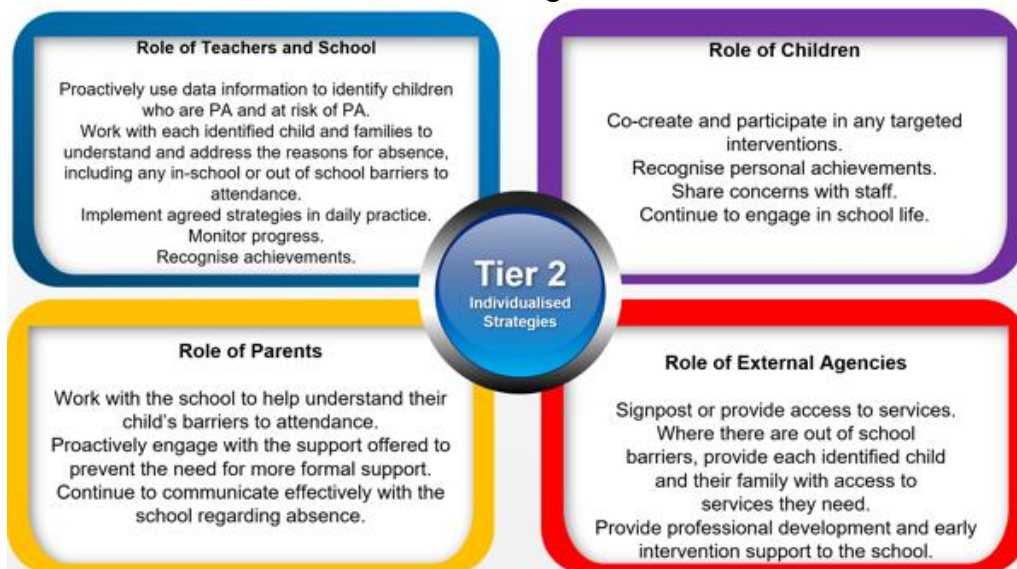 Role of Teachers and School
Proactively use data information to identify children
who are PA and at risk of PA.
Work with each identified child and families to
understand and address the reasons for absence,
including any in-school or out of school barriers to
attendance.
Implement agreed strategies in daily practice.
Monitor progress.
Recognise achievements.
Role of Children
Co-create and participate in any targeted
interventions.
Recognise personal achievements.
Share concerns with staff.
Continue to engage in school life.
Tier 2
Individualised
Strategies
Role of Parents
Work with the school to help understand their
child's barriers to attendance.
Proactively engage with the support offered to
prevent the need for more formal support.
Continue to communicate effectively with the
school regarding absence.
Role of External Agencies
Signpost or provide access to services.
Where there are out of school
barriers, provide each identified child
and their family with access to
services they need.
Provide professional development and early
intervention support to the school.